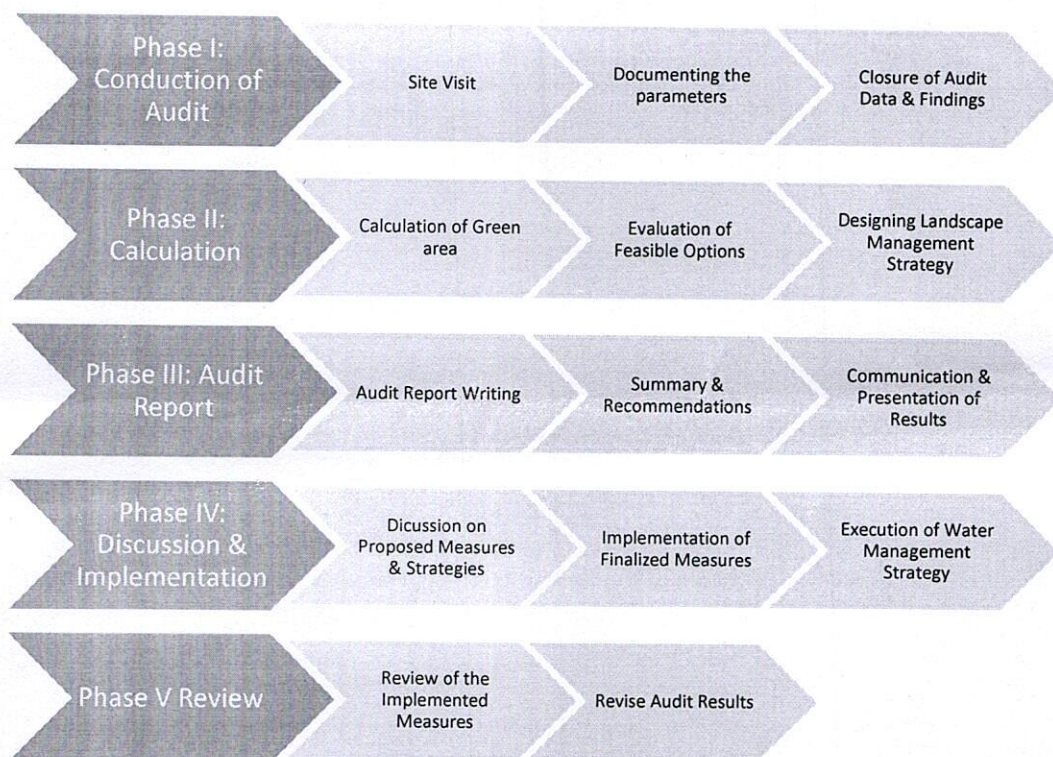 Phase I:
Conduction of
Audit
Site Visit
Documenting the
parameters
Closure of Audit
Data & Findings
Phase II:
Calculation
Calculation of Green
area
Evaluation of
Feasible Options
Designing Landscape
Management
Strategy
Phase III: Audit
Report
Audit Report Writing
Summary &
Recommendations
Communication &
Presentation of
Results
Phase IV:
Discussion &
Implementation
Dicussion on
Proposed Measures
& Strategies
Implementation of
Finalized Measures
Execution of Water
Management
Strategy
Phase V Review
Review of the
Implemented
Measures
Revise Audit Results